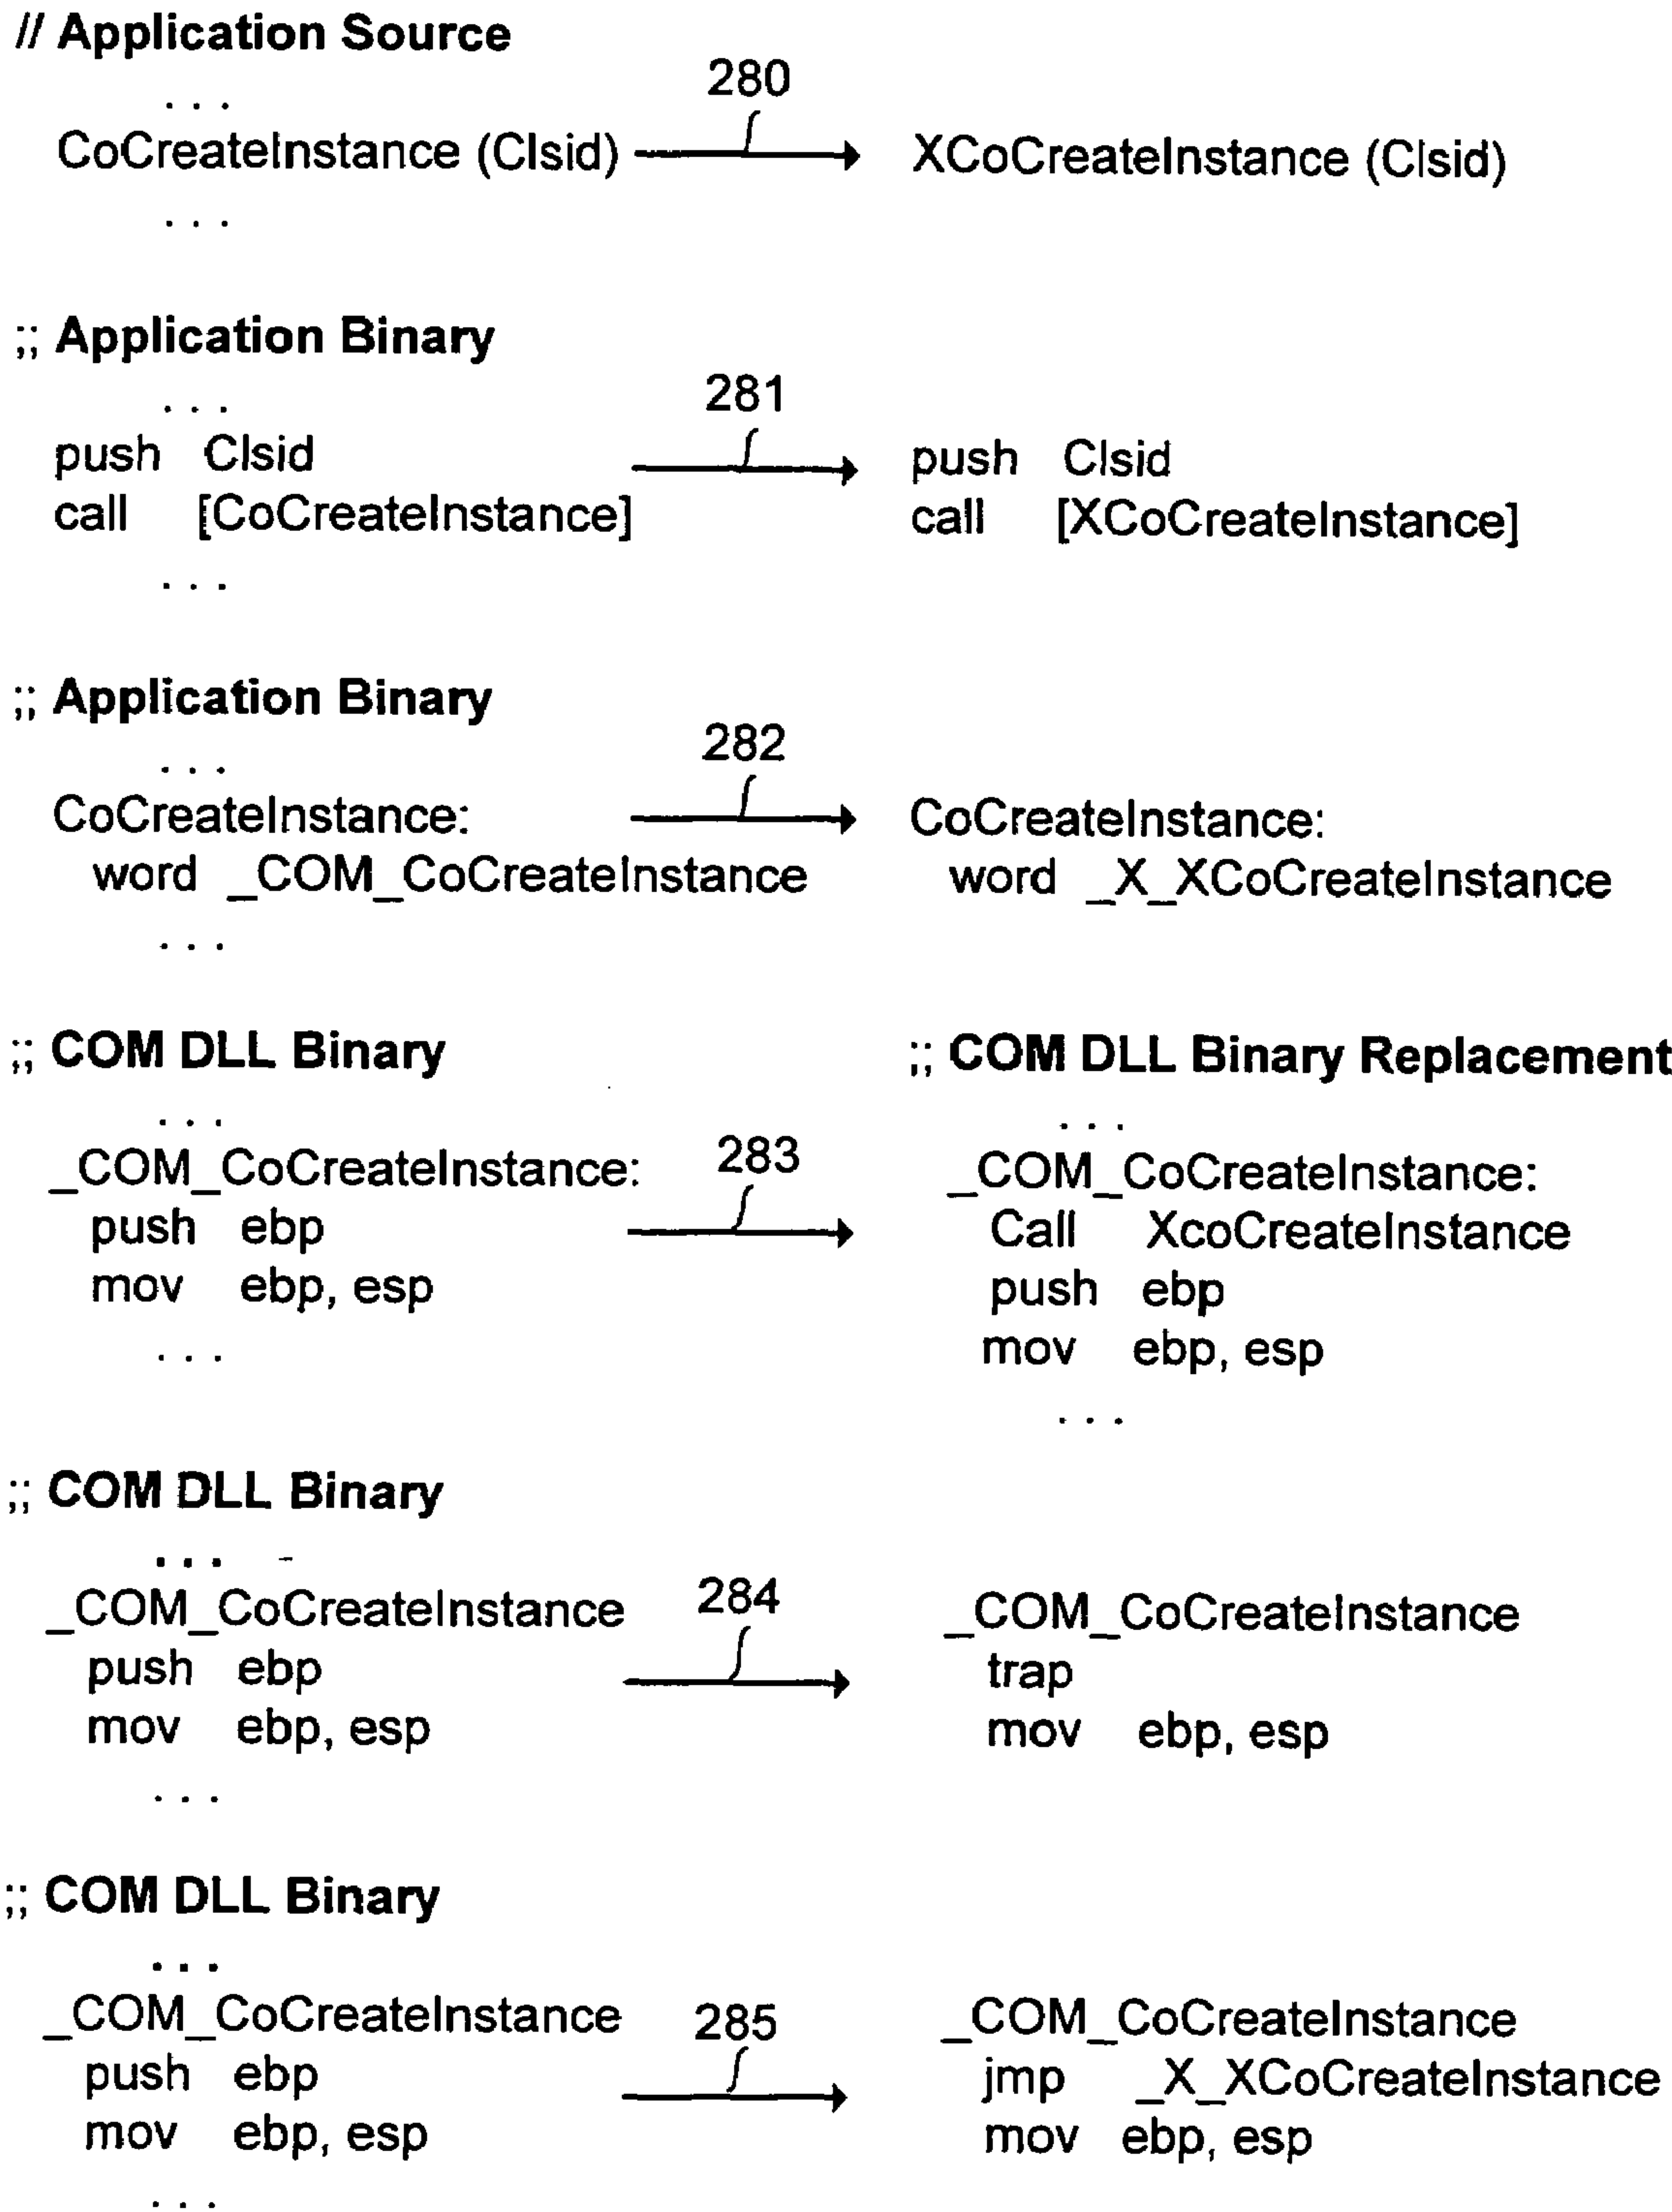 // Application Source
280
. . .
CoCreateInstance (Clsid) XCoCreateInstance (Clsid)
. . .
;; Application Binary
281
. . .
push Clsid push Clsid
call [CoCreateInstance] call [XCoCreateInstance]
. . .
;; Application Binary
282
. . .
CoCreateInstance: CoCreateInstance:
word _COM_CoCreateInstance word _X_XCoCreateInstance
. . .
;; COM DLL Binary ;; COM DLL Binary Replacement
. . . . . .
_COM_CoCreateInstance: 283 _COM_CoCreateInstance:
push ebp Call XcoCreateInstance
mov ebp, esp push ebp
. . . mov ebp, esp
. . .
;; COM DLL Binary
. . .
_COM_CoCreateInstance 284 _COM_CoCreateInstance
push ebp trap
mov ebp, esp mov ebp, esp
. . .
;; COM DLL Binary
. . .
_COM_CoCreateInstance 285 _COM_CoCreateInstance
push ebp jmp _X_XCoCreateInstance
mov ebp, esp mov ebp, esp
. . .